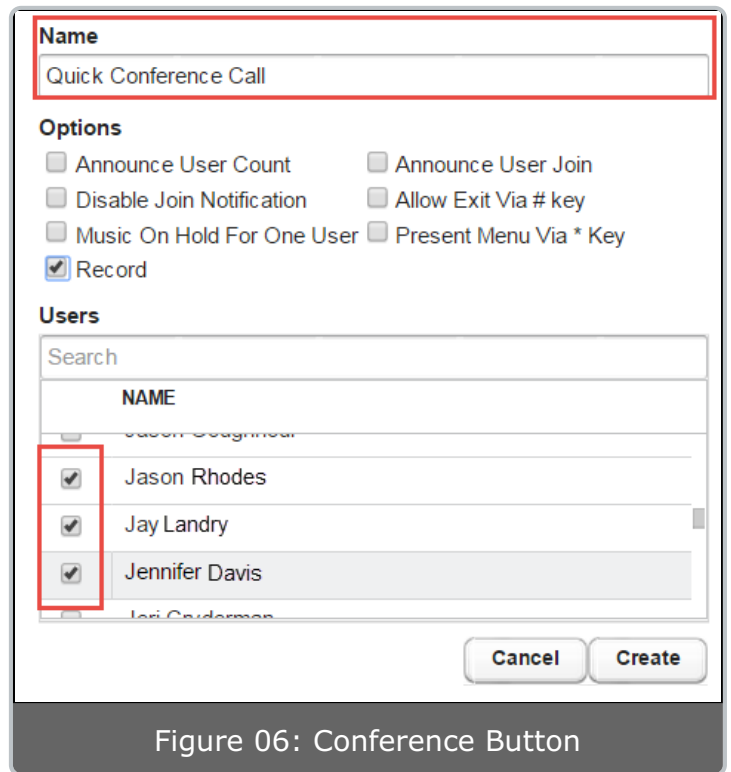 Name
Quick Conference Call
Options
Announce User Count Announce User Join
Disable Join Notification Allow Exit Via # key
Music On Hold For One User Present Menu Via * Key
Record
Users
Search
NAME
Jason Rhodes
Jay Landry
Jennifer Davis
Cancel Create
Figure 06: Conference Button